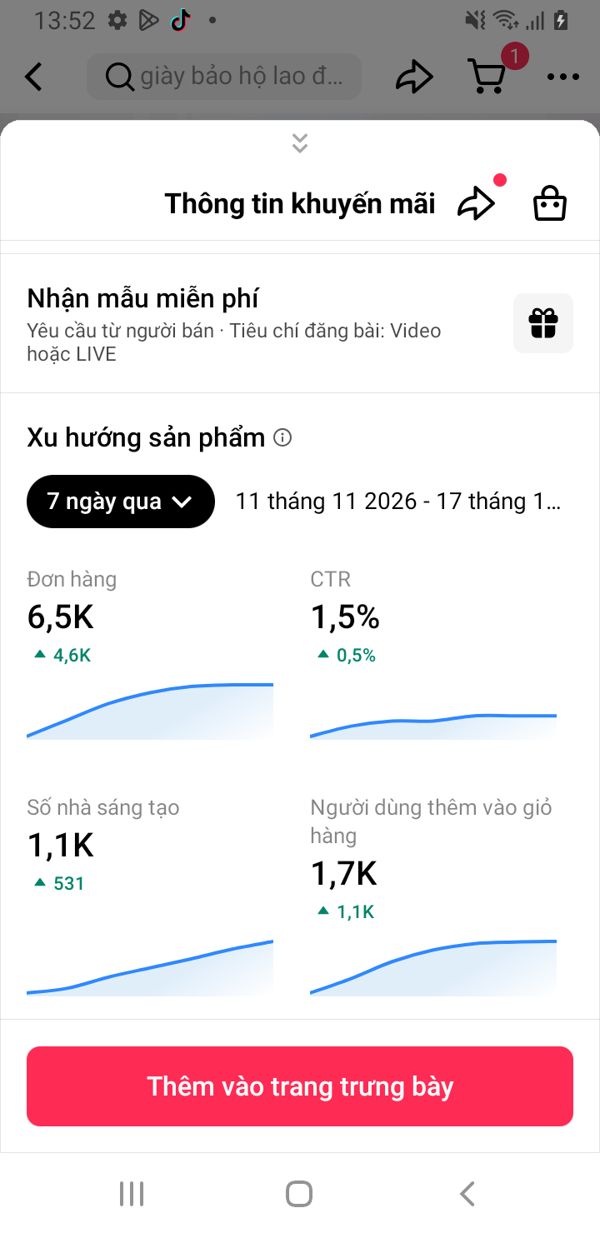 13:52
giày bảo hộ lao đ...
1
Thông tin khuyến mãi
Nhận mẫu miễn phí
Yêu cầu từ người bán · Tiêu chí đăng bài: Video
hoặc LIVE
Xu hướng sản phẩm
7 ngày qua
11 tháng 11 2026 - 17 tháng 1...
Đơn hàng
6,5K
4,6K
CTR
1,5%
0,5%
Số nhà sáng tạo
1,1K
531
Người dùng thêm vào giỏ
hàng
1,7K
1,1K
Thêm vào trang trưng bày